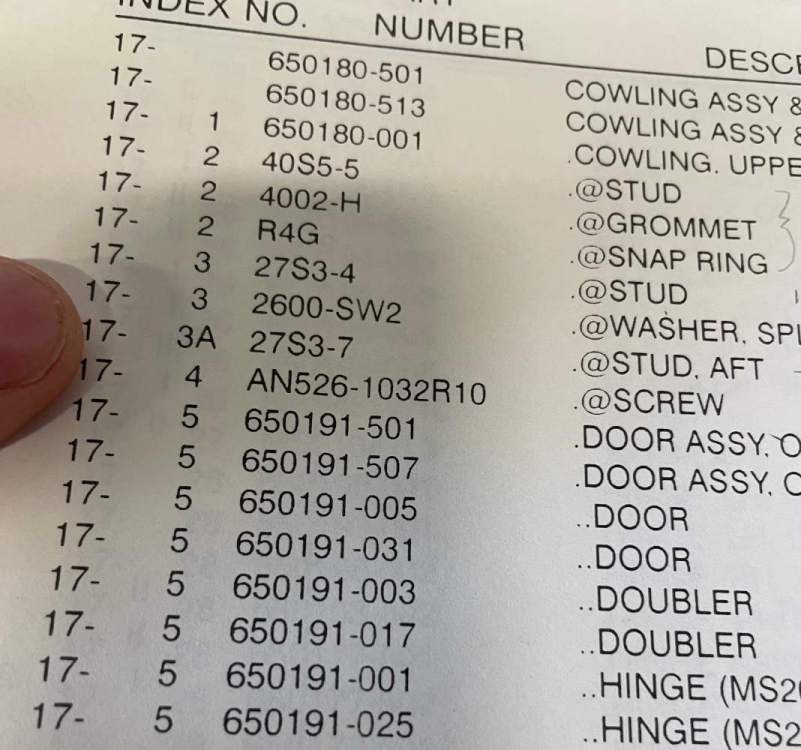 INDEX NO. NUMBER
17- 650180-501 COWLING ASSY &
17- 650180-513 COWLING ASSY &
17- 1 650180-001 .COWLING, UPPE
17- 2 40S5-5 .@STUD
17- 2 4002-H .@GROMMET
17- 2 R4G .@SNAP RING
17- 3 27S3-4 .@STUD
17- 3 2600-SW2 .@WASHER, SPL
17- 3A 27S3-7 .@STUD, AFT
17- 4 AN526-1032R10 .@SCREW
17- 5 650191-501 .DOOR ASSY, O
17- 5 650191-507 .DOOR ASSY, O
17- 5 650191-005 ..DOOR
17- 5 650191-031 ..DOOR
17- 5 650191-003 ..DOUBLER
17- 5 650191-017 ..DOUBLER
17- 5 650191-001 ..HINGE (MS20
17- 5 650191-025 ..HINGE (MS2